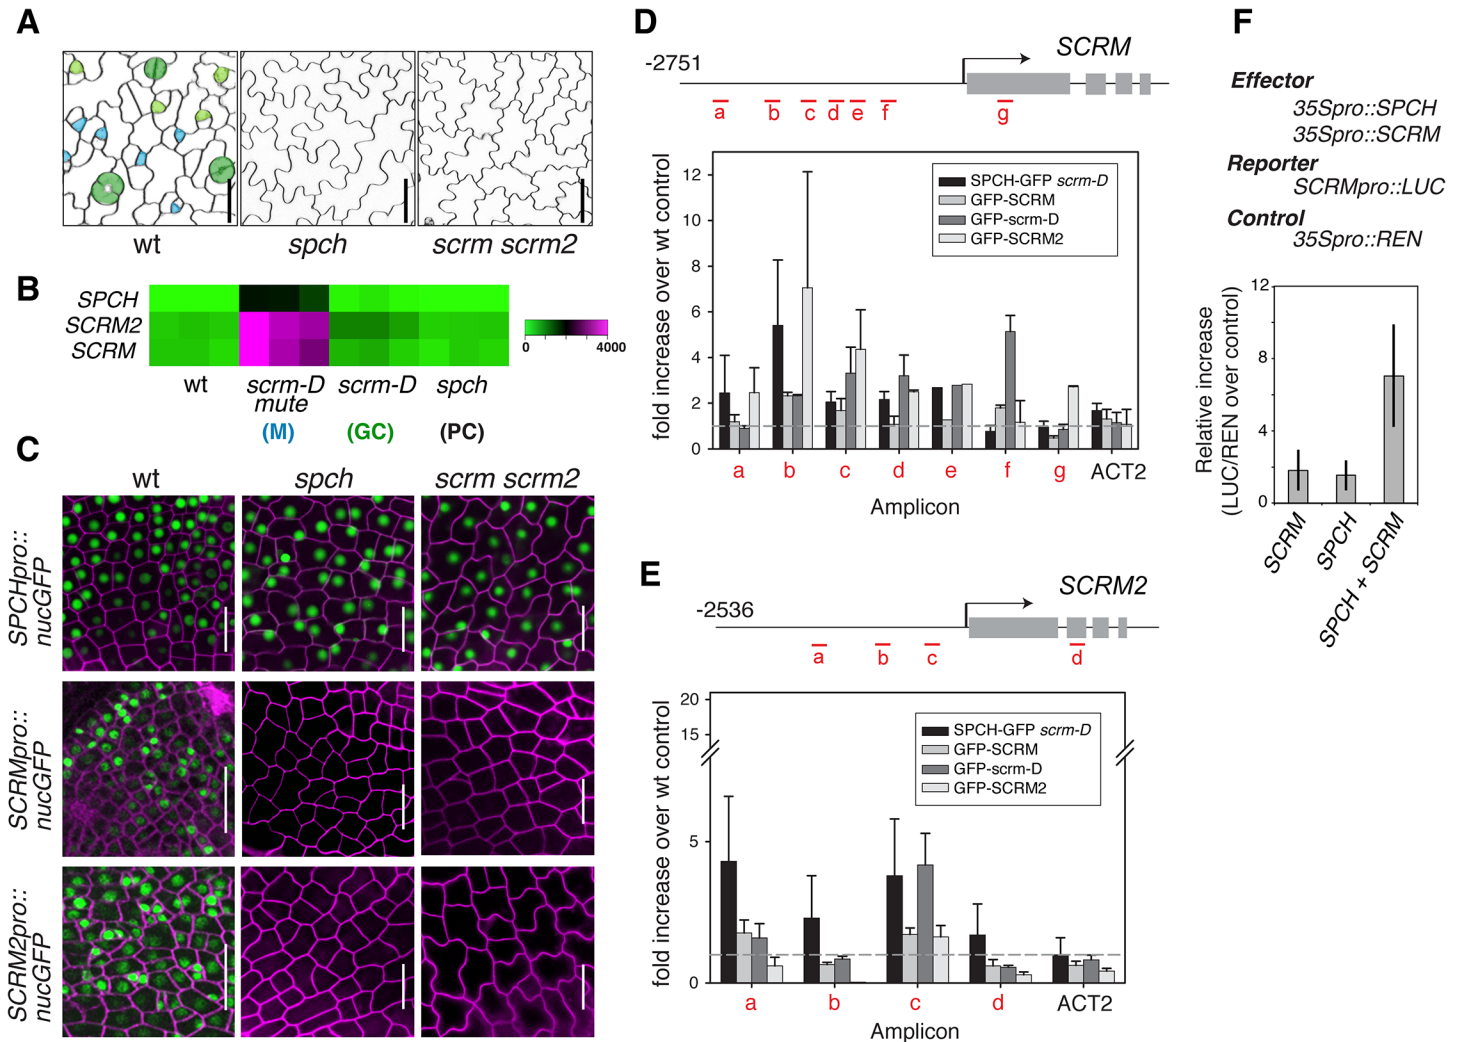 A
wt
spch
scrm scrm2
B
SPCH
SCRM2
SCRM
0
4000
wt
scrm-D
mute
scrm-D
spch
(M)
(GC)
(PC)
C
wt
spch
scrm scrm2
SPCHpro::
nucGFP
SCRMpro::
nucGFP
SCRM2pro::
nucGFP
D
SCRM
-2751
a
b
c
d
e
f
g
fold increase over wt control
12
10
8
6
4
2
0
SPCH-GFP scrm-D
GFP-SCRM
GFP-scrm-D
GFP-SCRM2
a
b
c
d
e
f
g
ACT2
Amplicon
E
SCRM2
-2536
a
b
c
d
fold increase over wt control
20
15
5
0
SPCH-GFP scrm-D
GFP-SCRM
GFP-scrm-D
GFP-SCRM2
a
b
c
d
ACT2
Amplicon
F
Effector
35Spro::SPCH
35Spro::SCRM
Reporter
SCRMpro::LUC
Control
35Spro::REN
Relative increase
(LUC/REN over control)
12
8
4
0
SCRM
SPCH
SPCH + SCRM